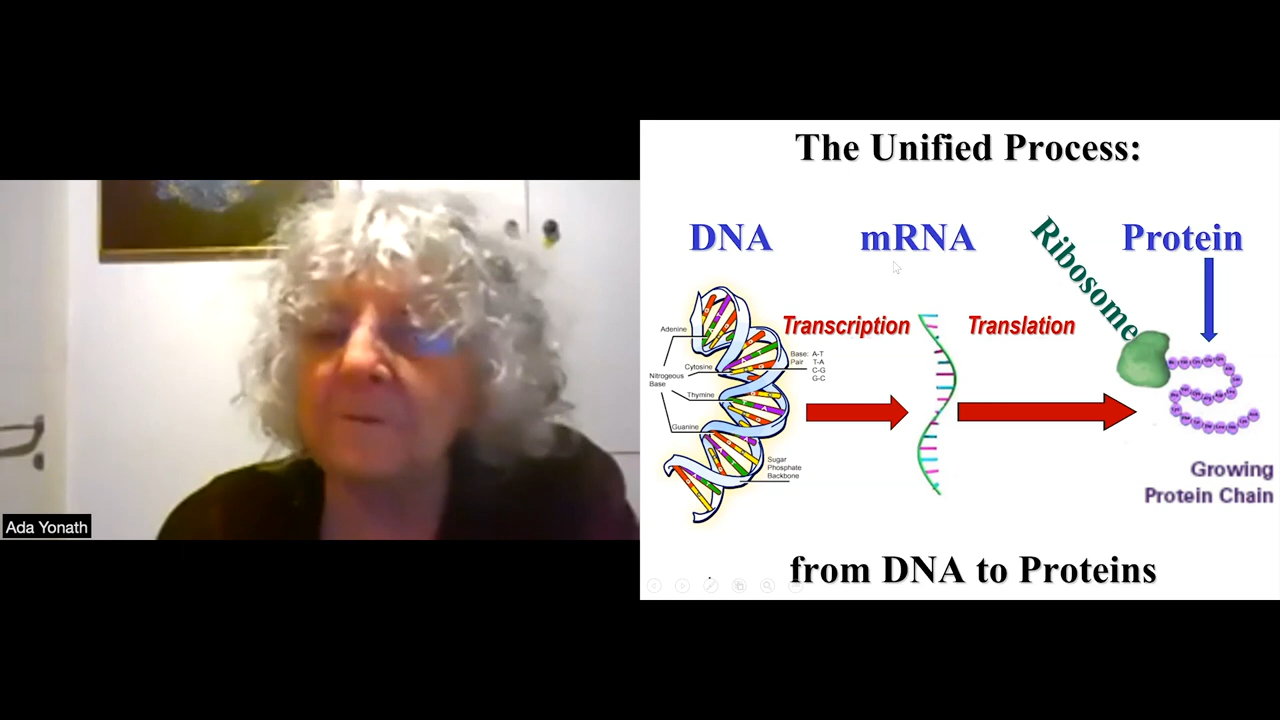 Ada Yonath
The Unified Process:
DNA
mRNA
Ribosome
Protein
Transcription
Translation
Adenine
Cytosine
Nitrogeous
Base
Thymine
Guanine
Base
Pair
A-T
T-A
C-G
G-C
Sugar
Phosphate
Backbone
Growing
Protein Chain
from DNA to Proteins